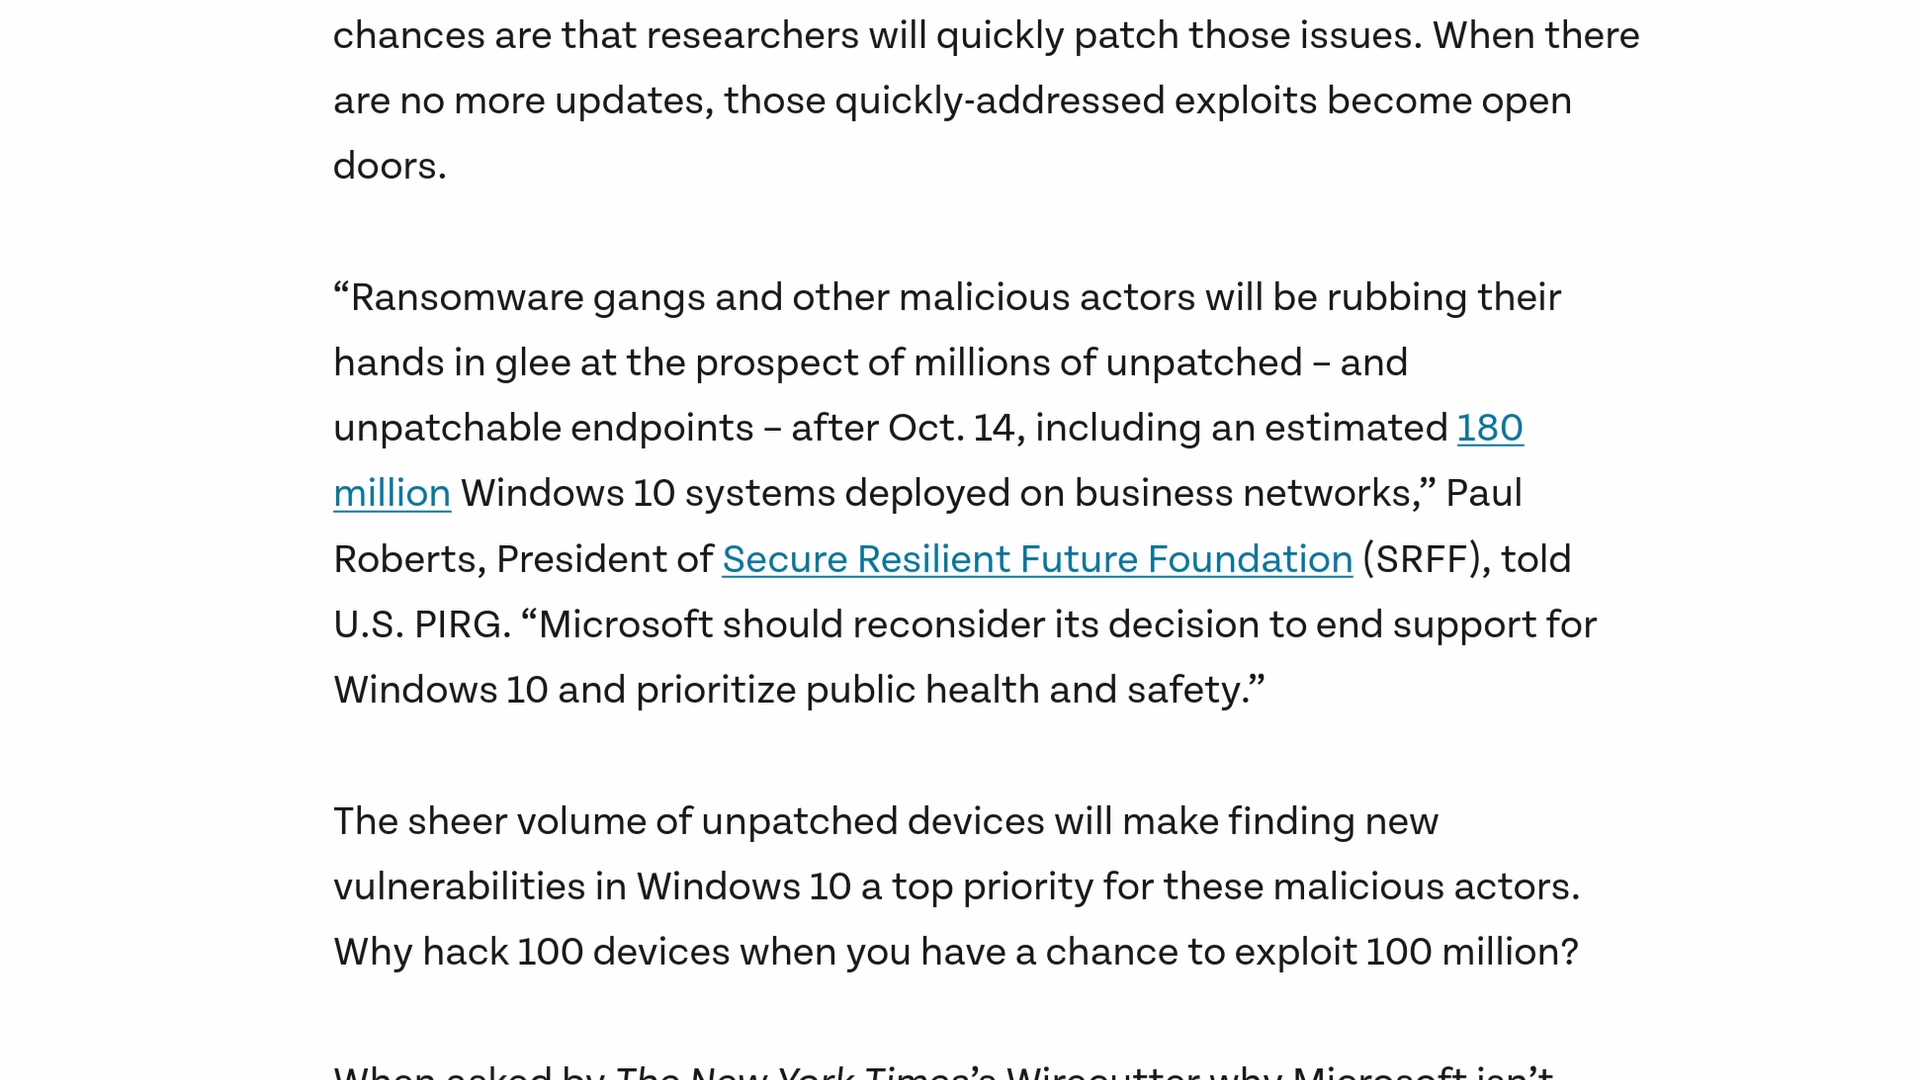 chances are that researchers will quickly patch those issues. When there
are no more updates, those quickly-addressed exploits become open
doors.
“Ransomware gangs and other malicious actors will be rubbing their
hands in glee at the prospect of millions of unpatched – and
unpatchable endpoints – after Oct. 14, including an estimated 180
million Windows 10 systems deployed on business networks,” Paul
Roberts, President of Secure Resilient Future Foundation (SRFF), told
U.S. PIRG. “Microsoft should reconsider its decision to end support for
Windows 10 and prioritize public health and safety.”
The sheer volume of unpatched devices will make finding new
vulnerabilities in Windows 10 a top priority for these malicious actors.
Why hack 100 devices when you have a chance to exploit 100 million?
When asked by The New York Times’s Wirecutter why Microsoft isn’t